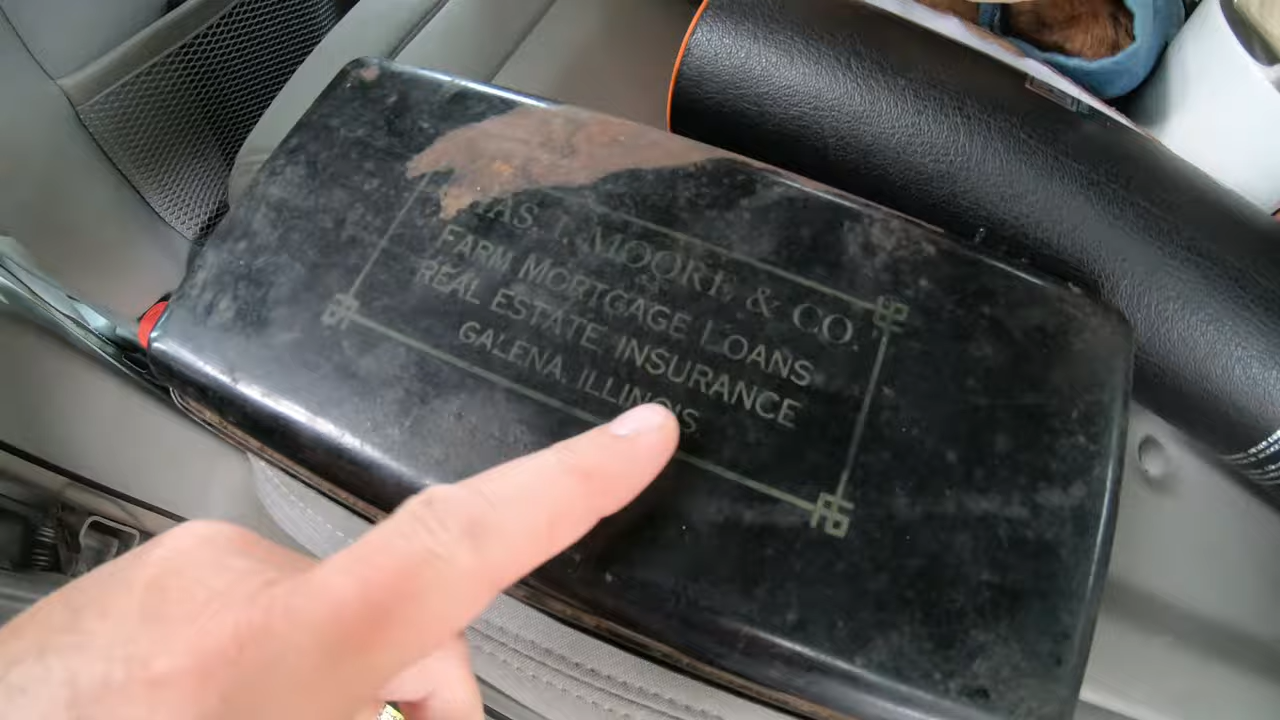 MOORE & CO.
FARM MORTGAGE LOANS
REAL ESTATE, INSURANCE
GALENA, ILLINOIS